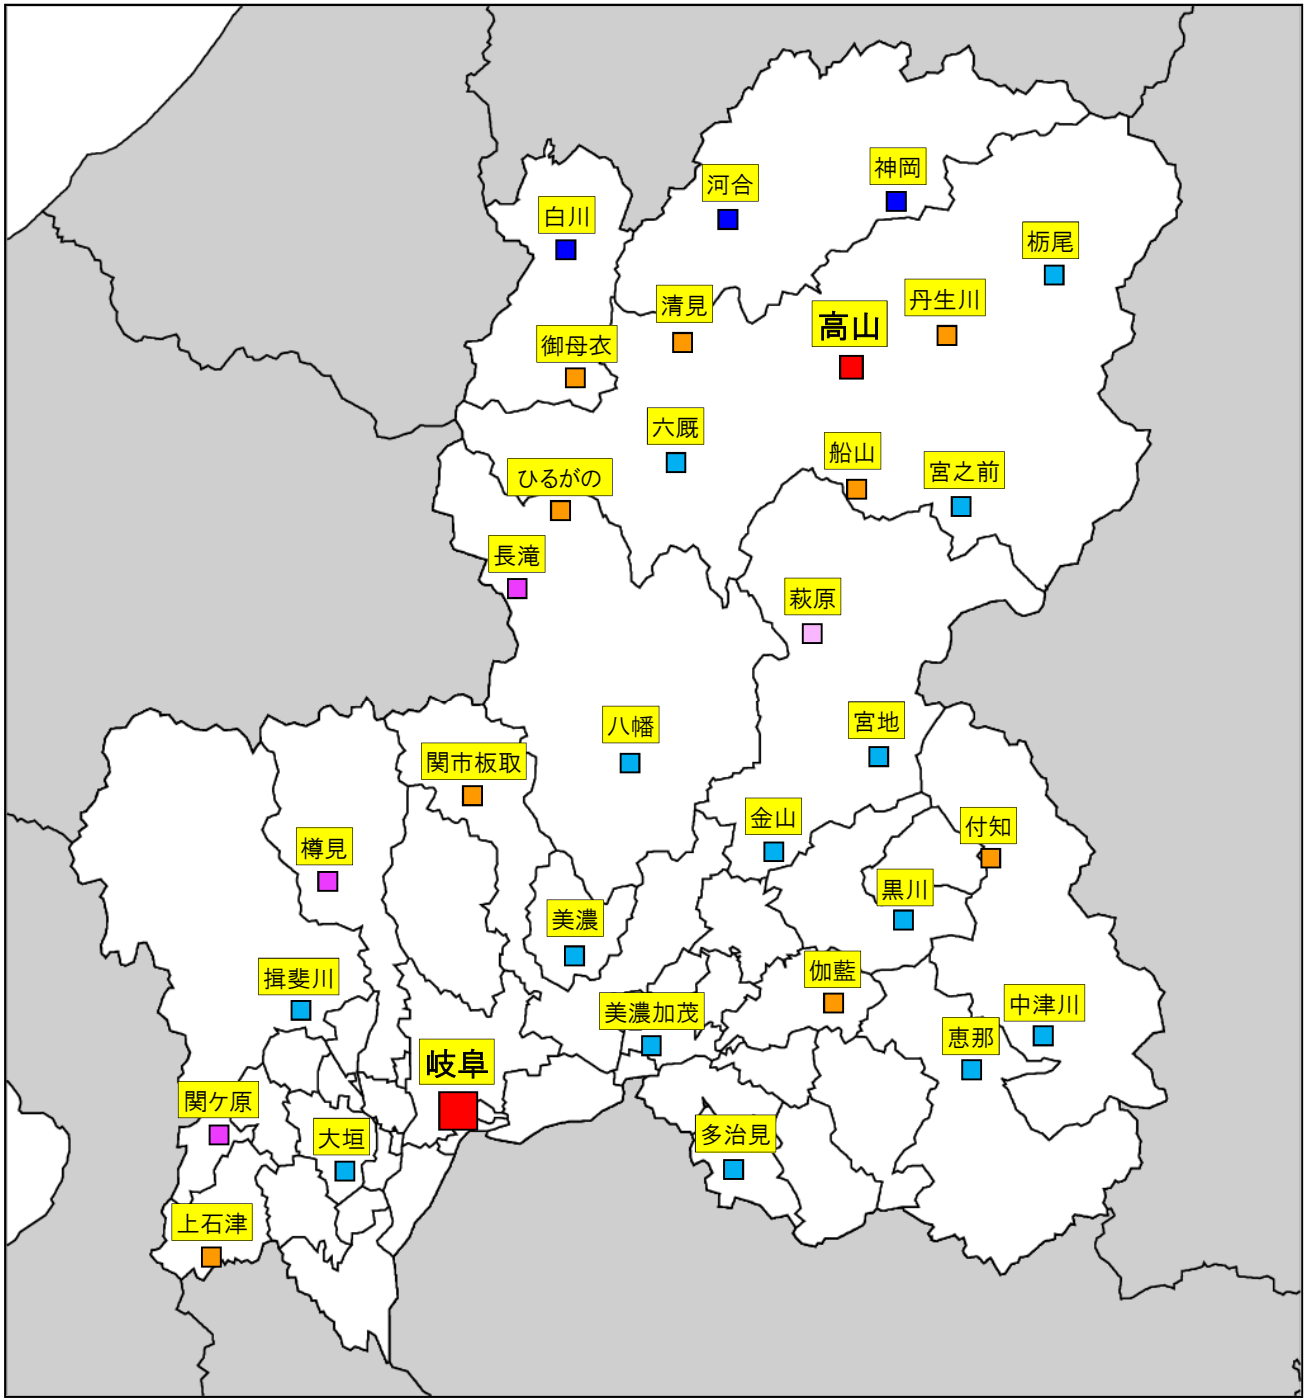 神岡
河合
白川
栃尾
丹生川
清見
高山
御母衣
六厩
船山
宮之前
ひるがの
長滝
萩原
宮地
八幡
関市板取
金山
付知
樽見
黒川
美濃
伽藍
揖斐川
中津川
美濃加茂
恵那
岐阜
関ケ原
多治見
大垣
上石津